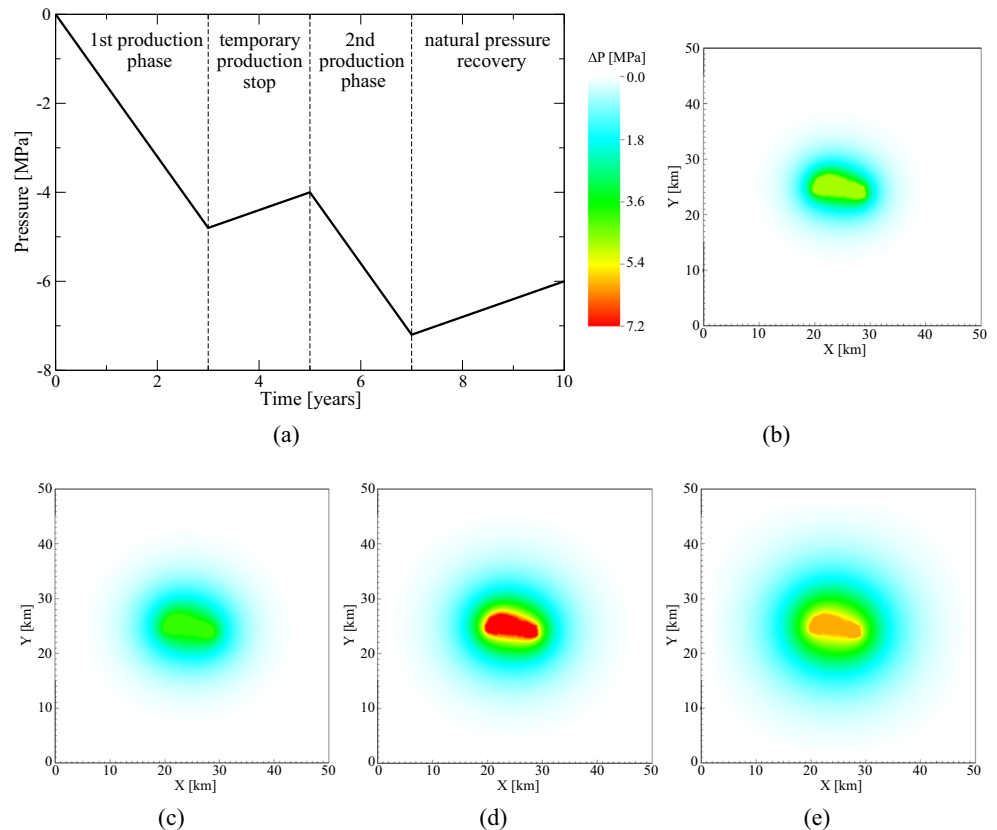 0
-2
-4
-6
-8
Pressure [MPa]
1st production
phase
temporary
production
stop
2nd
production
phase
natural pressure
recovery
0 2 4 6 8 10
Time [years]
(a)
ΔP [MPa]
0.0
1.8
3.6
5.4
7.2
50
40
30
20
10
0
Y [km]
0 10 20 30 40 50
X [km]
(b)
50
40
30
20
10
0
Y [km]
0 10 20 30 40 50
X [km]
(c)
50
40
30
20
10
0
Y [km]
0 10 20 30 40 50
X [km]
(d)
50
40
30
20
10
0
Y [km]
0 10 20 30 40 50
X [km]
(e)